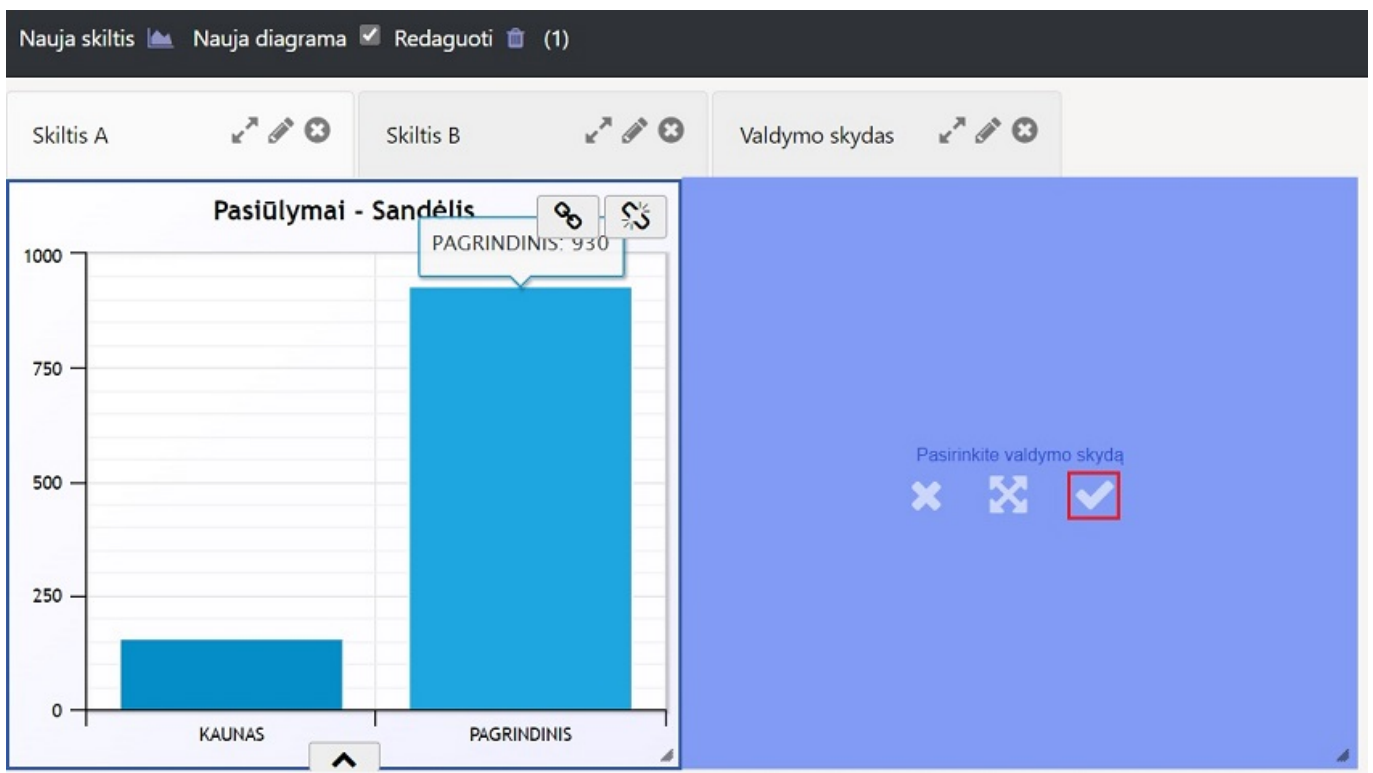 Nauja skiltis Nauja diagrama Redaguoti (1)
Skiltis A Skiltis B Valdymo skydas
Pasiūlymai - Sandėlis
PAGRINDINIS: 930
1000
750
Pasirinkite valdymo skydą
500
250
0
KAUNAS PAGRINDINIS